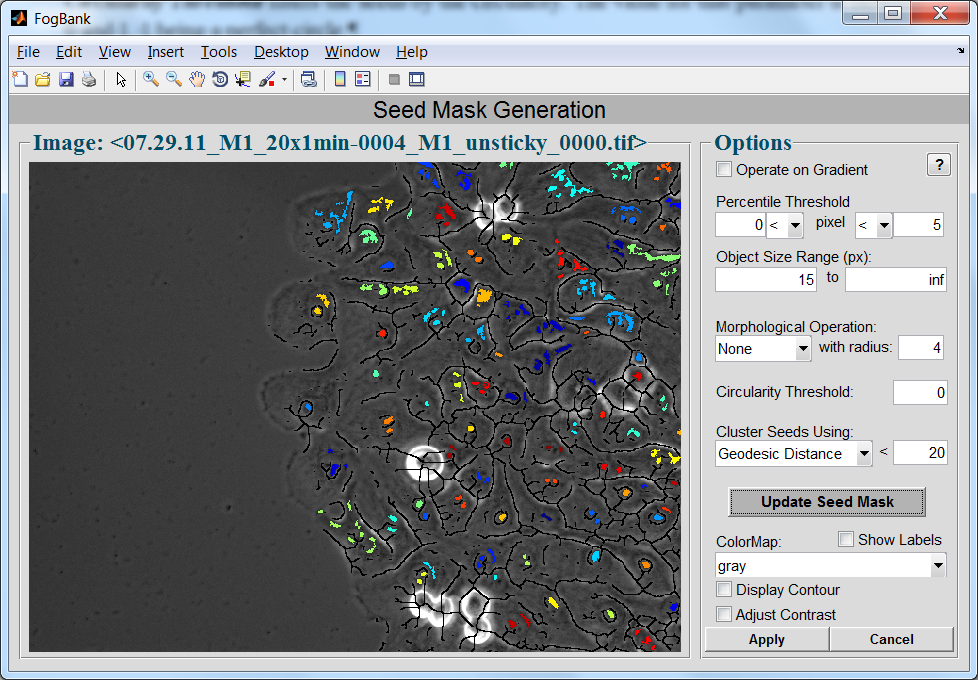 FogBank
File Edit View Insert Tools Desktop Window Help
Seed Mask Generation
Image: <07.29.11_M1_20x1min-0004_M1_unsticky_0000.tif>
Options
Operate on Gradient
?
Percentile Threshold
0 < pixel < 5
Object Size Range (px):
15 to inf
Morphological Operation:
None with radius: 4
Circularity Threshold: 0
Cluster Seeds Using:
Geodesic Distance < 20
Update Seed Mask
ColorMap: Show Labels
gray
Display Contour
Adjust Contrast
Apply Cancel